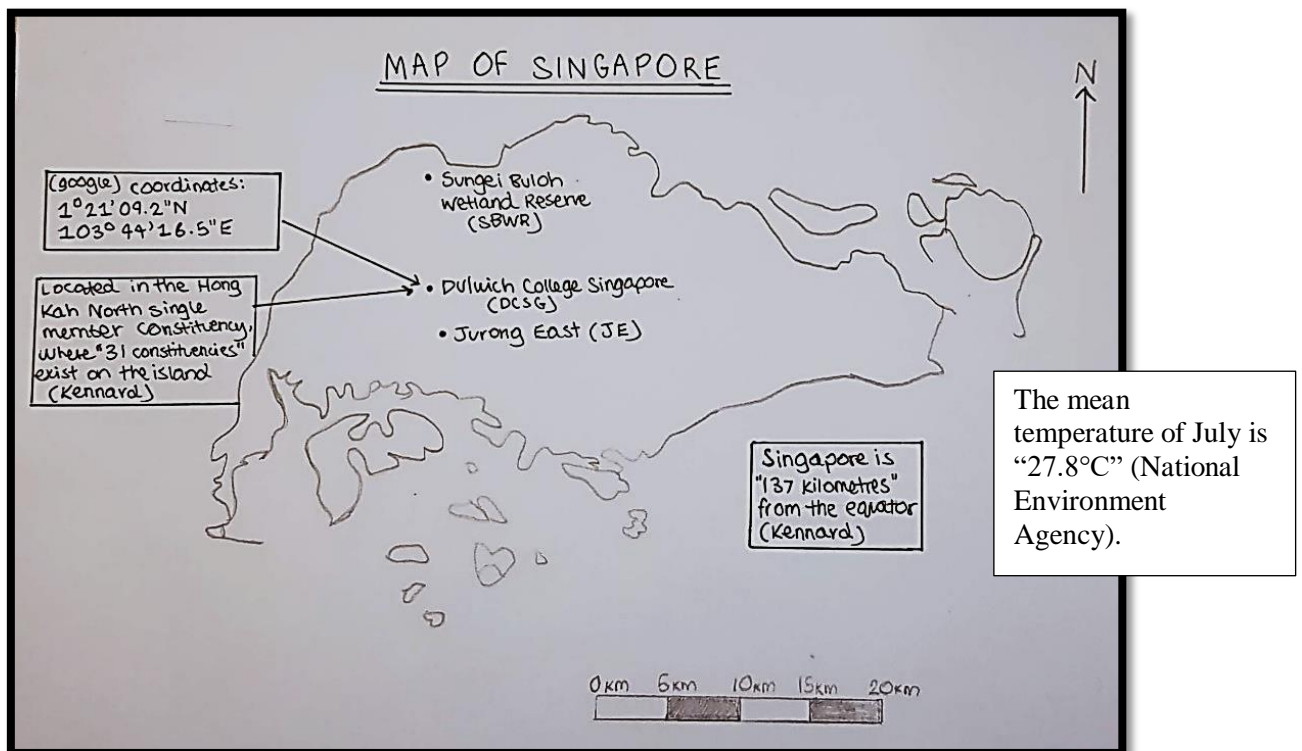 MAP OF SINGAPORE
N
(google) coordinates:
1°21'09.2"N
103°44'16.5"E
• Sungei Buloh
Wetland Reserve
(SBWR)
Located in the Hong
Kah North single
member constituency,
where "31 constituencies"
exist on the island
(Kennard)
• Dulwich College Singapore
(DCSG)
• Jurong East (JE)
Singapore is
"137 kilometres"
from the equator
(Kennard)
The mean
temperature of July is
“27.8°C” (National
Environment
Agency).
0km 5km 10km 15km 20km